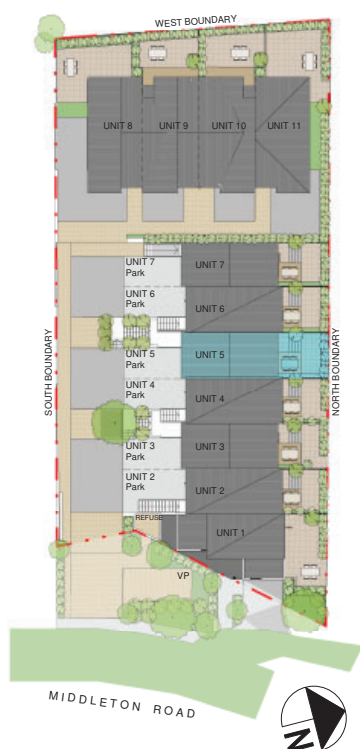 WEST BOUNDARY
UNIT 8
UNIT 9
UNIT 10
UNIT 11
UNIT 7
Park
UNIT 7
UNIT 6
Park
UNIT 6
SOUTH BOUNDARY
UNIT 5
Park
UNIT 5
NORTH BOUNDARY
UNIT 4
Park
UNIT 4
UNIT 3
Park
UNIT 3
UNIT 2
Park
UNIT 2
REFUSE
UNIT 1
VP
MIDDLETON ROAD
N